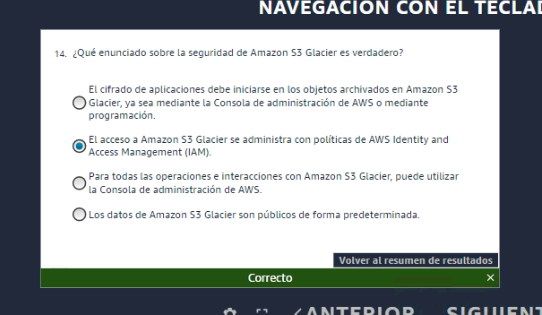 NAVEGACIÓN CON EL TECLAD
14. ¿Qué enunciado sobre la seguridad de Amazon S3 Glacier es verdadero?
El cifrado de aplicaciones debe iniciarse en los objetos archivados en Amazon S3
Glacier, ya sea mediante la Consola de administración de AWS o mediante
programación.
El acceso a Amazon S3 Glacier se administra con políticas de AWS Identity and
Access Management (IAM).
Para todas las operaciones e interacciones con Amazon S3 Glacier, puede utilizar
la Consola de administración de AWS.
Los datos de Amazon S3 Glacier son públicos de forma predeterminada.
Volver al resumen de resultados
Correcto ×
< ANTERIOR SIGUIENT